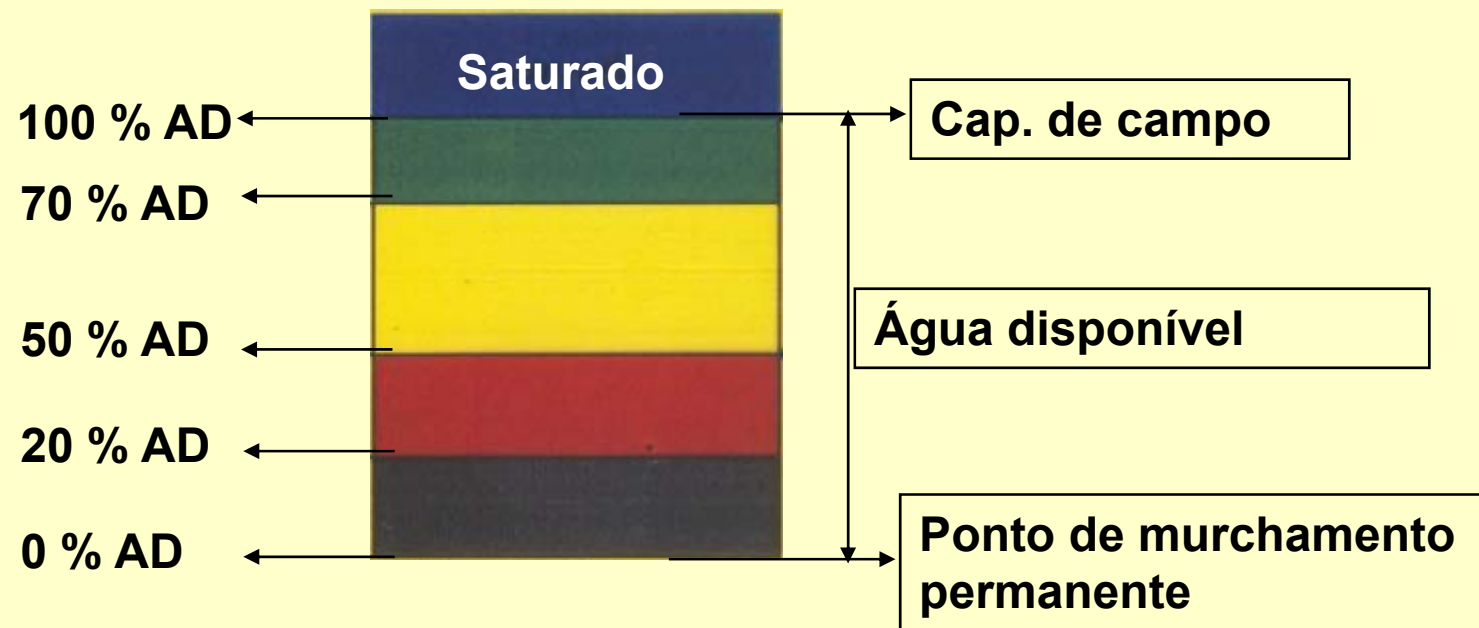 Saturado
100 % AD
Cap. de campo
70 % AD
50 % AD
Água disponível
20 % AD
0 % AD
Ponto de murchamento
permanente